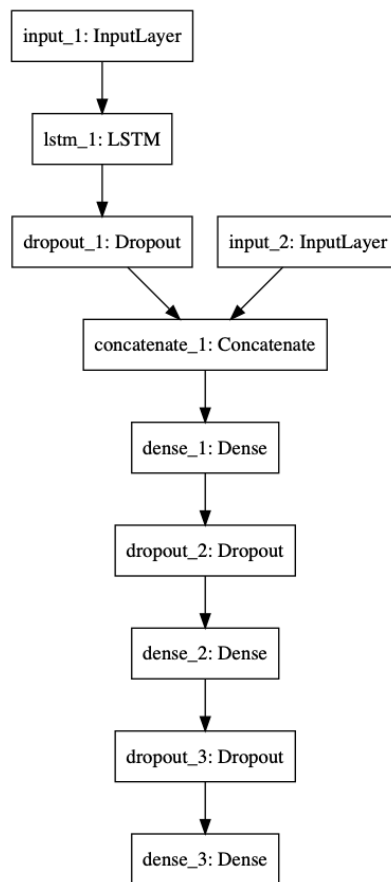 input_1: InputLayer
lstm_1: LSTM
dropout_1: Dropout
input_2: InputLayer
concatenate_1: Concatenate
dense_1: Dense
dropout_2: Dropout
dense_2: Dense
dropout_3: Dropout
dense_3: Dense